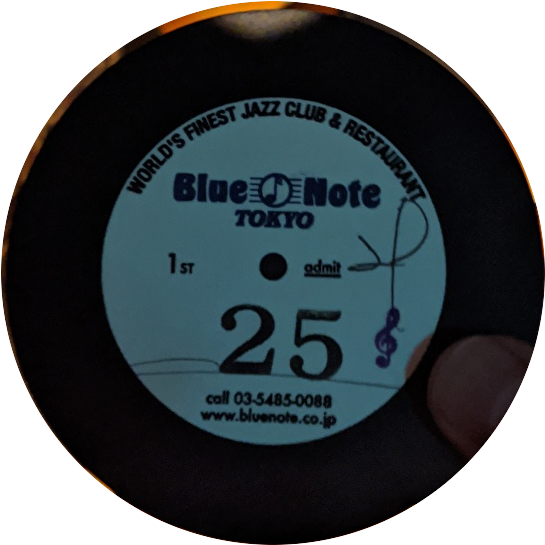 WORLD'S FINEST JAZZ CLUB & RESTAURANT
Blue Note
TOKYO
1ST admit
25
call 03-5485-0088
www.bluenote.co.jp